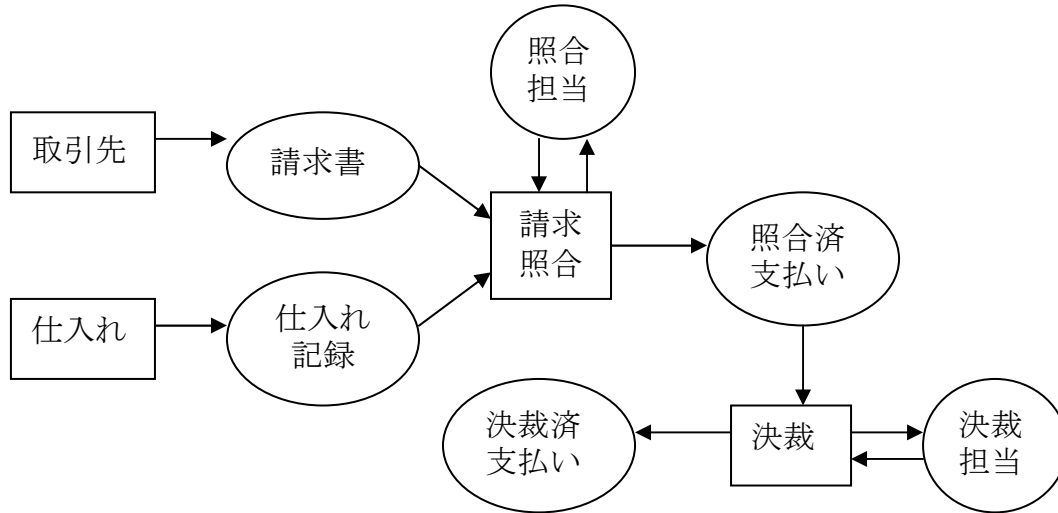 照合
担当
取引先
請求書
請求
照合
照合済
支払い
仕入れ
仕入れ
記録
決裁済
支払い
決裁
決裁
担当